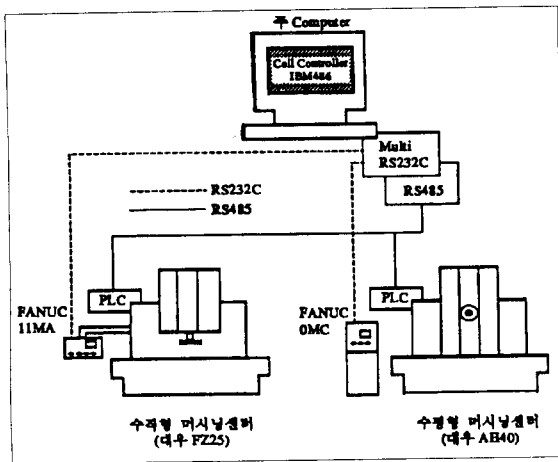 주 Computer
Cell Controller
IBM486
Multi
RS232C
RS485
RS232C
RS485
PLC
FANUC
11MA
PLC
FANUC
0MC
수직형 머시닝센터
(대우 FZ25)
수평형 머시닝센터
(대우 AH40)